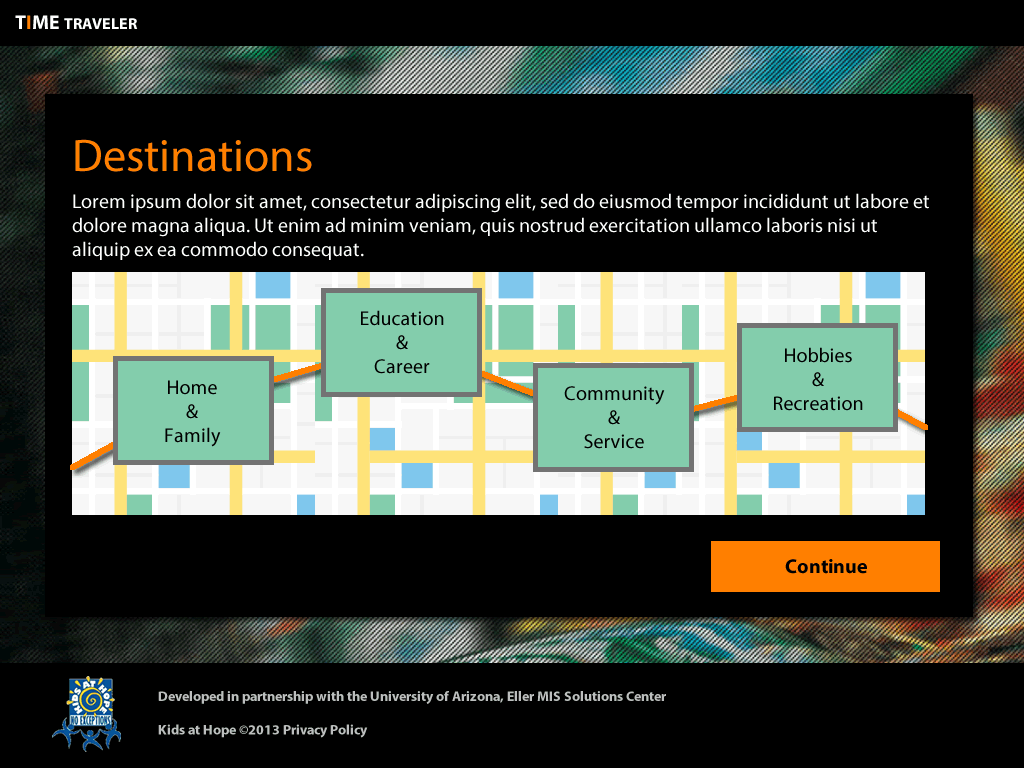 TIME TRAVELER
Destinations
Lorem ipsum dolor sit amet, consectetur adipiscing elit, sed do eiusmod tempor incididunt ut labore et
dolore magna aliqua. Ut enim ad minim veniam, quis nostrud exercitation ullamco laboris nisi ut
aliquip ex ea commodo consequat.
Home
&
Family
Education
&
Career
Community
&
Service
Hobbies
&
Recreation
Continue
KIDS AT HOPE
NO EXCEPTIONS
Developed in partnership with the University of Arizona, Eller MIS Solutions Center
Kids at Hope ©2013 Privacy Policy